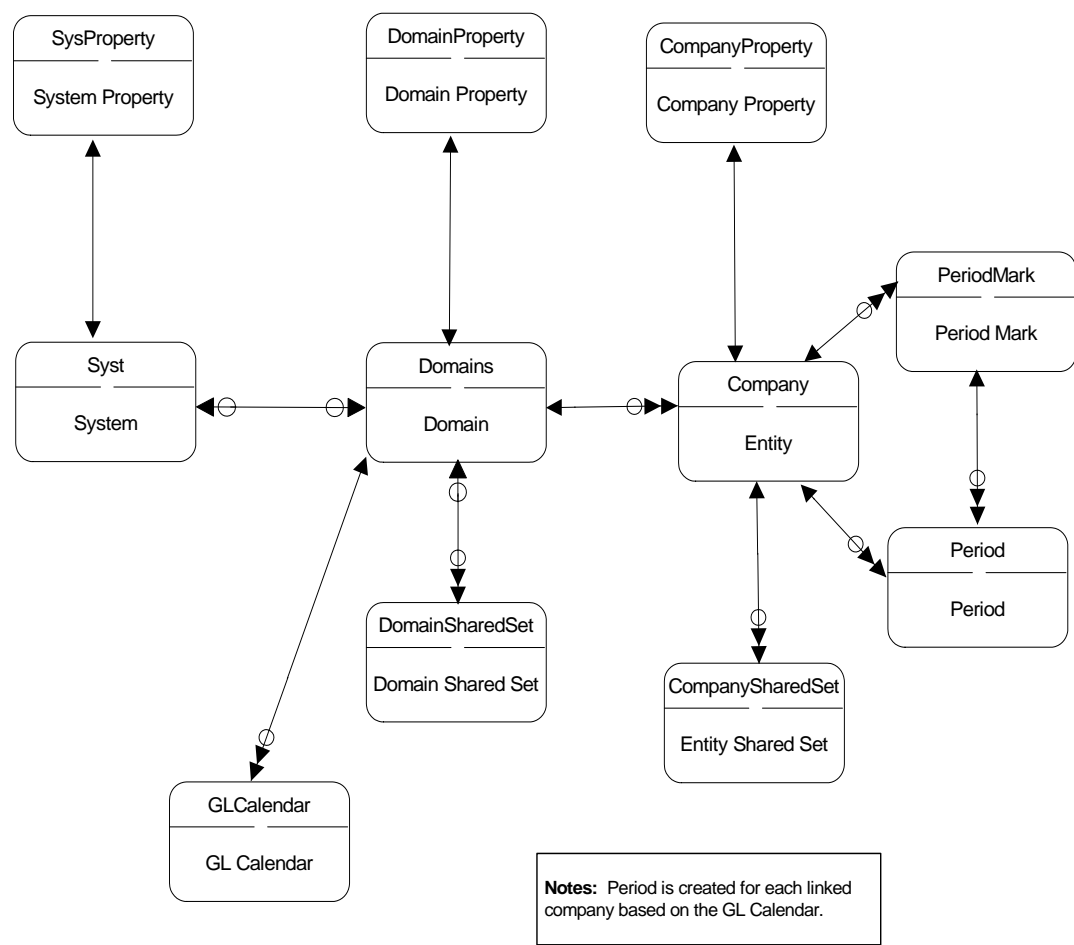 SysProperty
System Property
DomainProperty
Domain Property
CompanyProperty
Company Property
PeriodMark
Period Mark
Syst
System
Domains
Domain
Company
Entity
Period
Period
DomainSharedSet
Domain Shared Set
CompanySharedSet
Entity Shared Set
GLCalendar
GL Calendar
Notes: Period is created for each linked
company based on the GL Calendar.